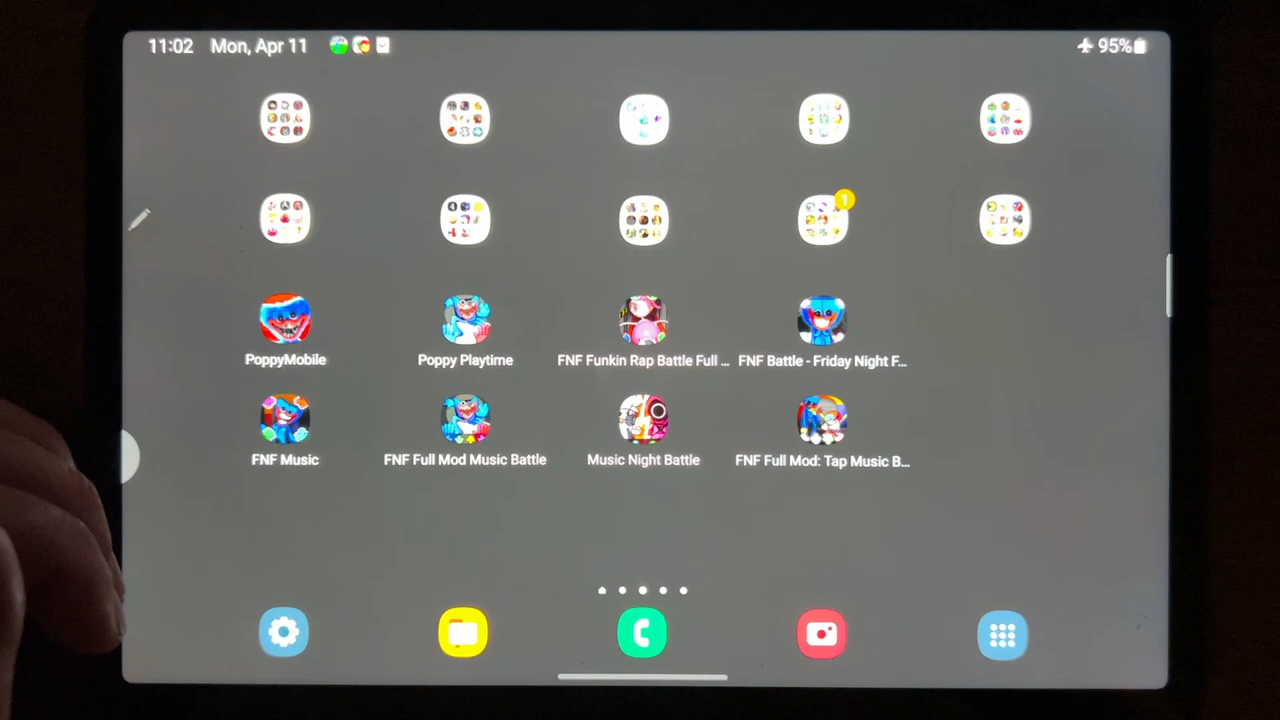 11:02 Mon, Apr 11
95%
1
PoppyMobile
Poppy Playtime
FNF Funkin Rap Battle Full ...
FNF Battle - Friday Night F...
FNF Music
FNF Full Mod Music Battle
Music Night Battle
FNF Full Mod: Tap Music B...